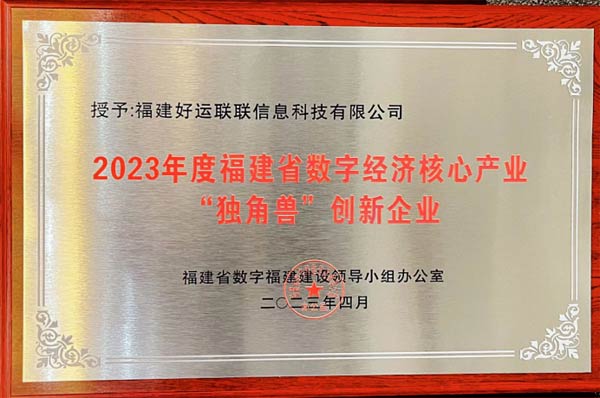 授予:福建好运联联信息科技有限公司
2023年度福建省数字经济核心产业
“独角兽”创新企业
福建省数字福建建设领导小组办公室
二〇二三年四月